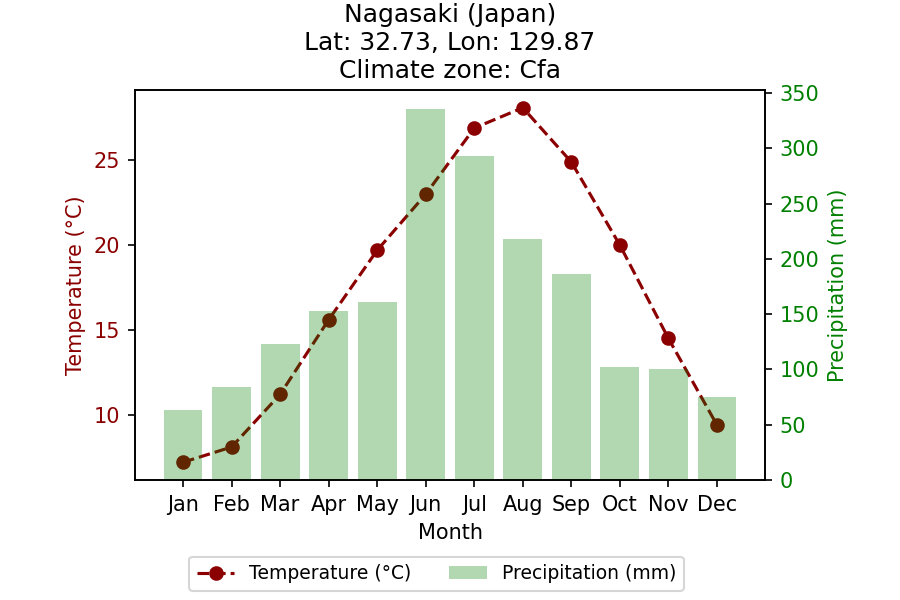 Nagasaki (Japan)
Lat: 32.73, Lon: 129.87
Climate zone: Cfa
Temperature (°C)
25
20
15
10
350
300
250
200
150
100
50
0
Precipitation (mm)
Jan Feb Mar Apr May Jun Jul Aug Sep Oct Nov Dec
Month
Temperature (°C) Precipitation (mm)